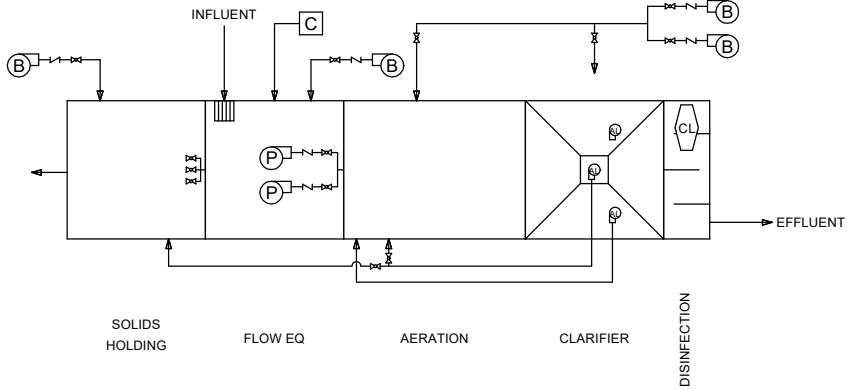 INFLUENT
C
B
B
B
B
P
P
CL
AL
AL
AL
EFFLUENT
SOLIDS
HOLDING
FLOW EQ
AERATION
CLARIFIER
DISINFECTION